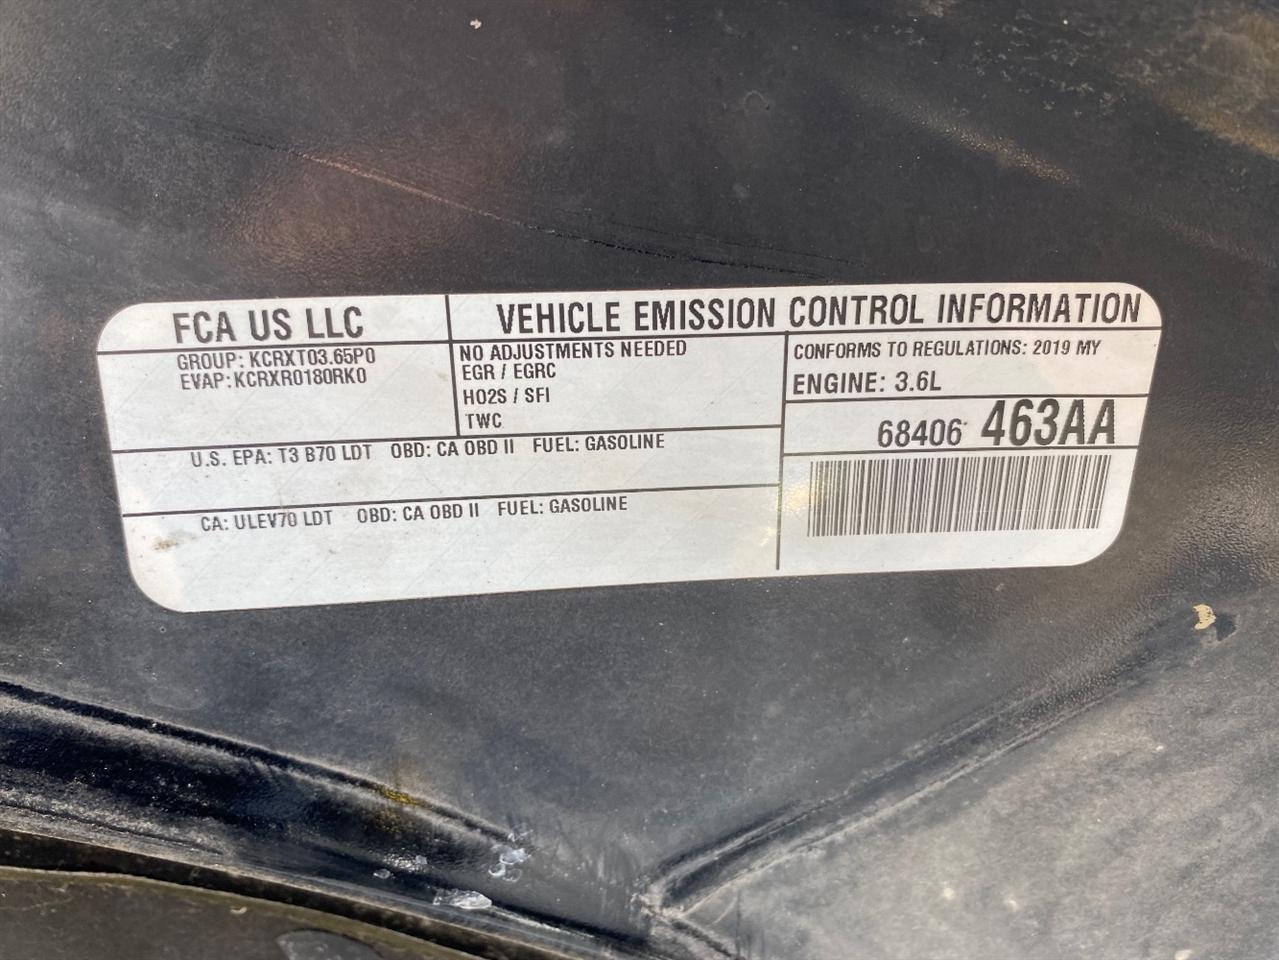 FCA US LLC
VEHICLE EMISSION CONTROL INFORMATION
GROUP: KCRXT03.65P0
EVAP:KCRXR0180RK0
NO ADJUSTMENTS NEEDED
EGR / EGRC
HO2S / SFI
TWC
CONFORMS TO REGULATIONS: 2019 MY
ENGINE: 3.6L
68406 463AA
U.S. EPA: T3 B70 LDT OBD: CA OBD II FUEL: GASOLINE
CA: ULEV70 LDT OBD: CA OBD II FUEL: GASOLINE